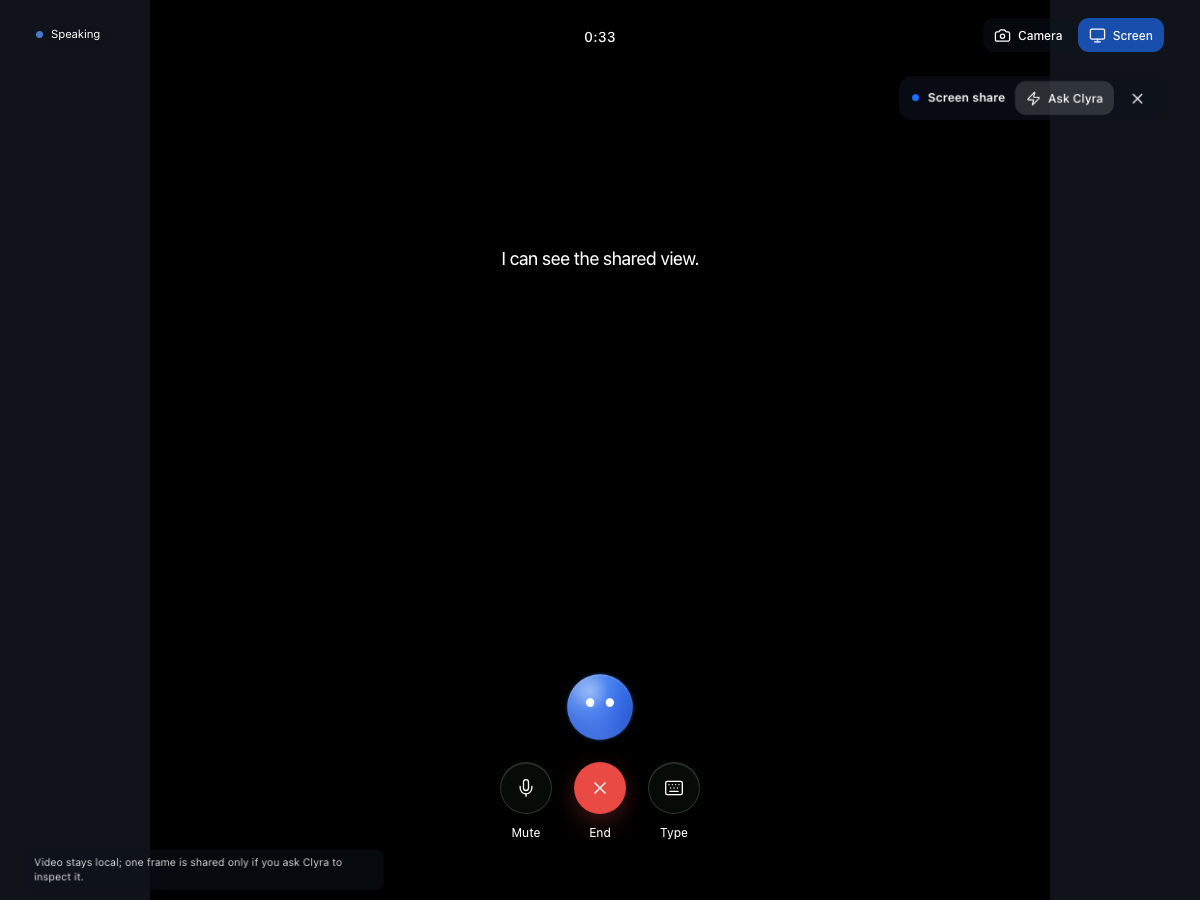 Speaking
0:33
Camera
Screen
Screen share
Ask Clyra
I can see the shared view.
Mute
End
Type
Video stays local; one frame is shared only if you ask Clyra to
inspect it.